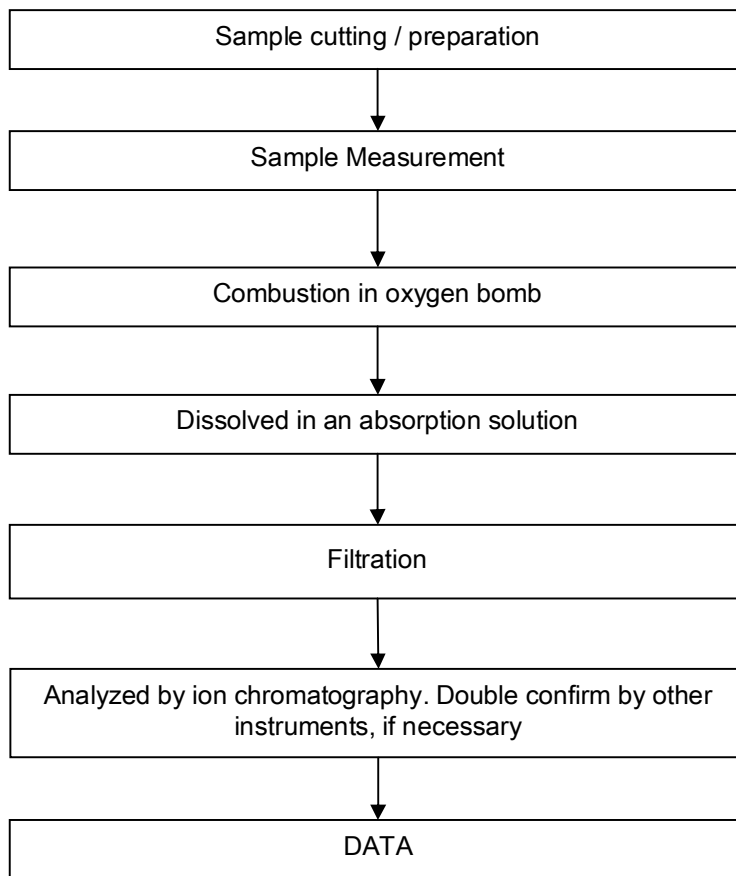 Sample cutting / preparation
Sample Measurement
Combustion in oxygen bomb
Dissolved in an absorption solution
Filtration
Analyzed by ion chromatography. Double confirm by other
instruments, if necessary
DATA